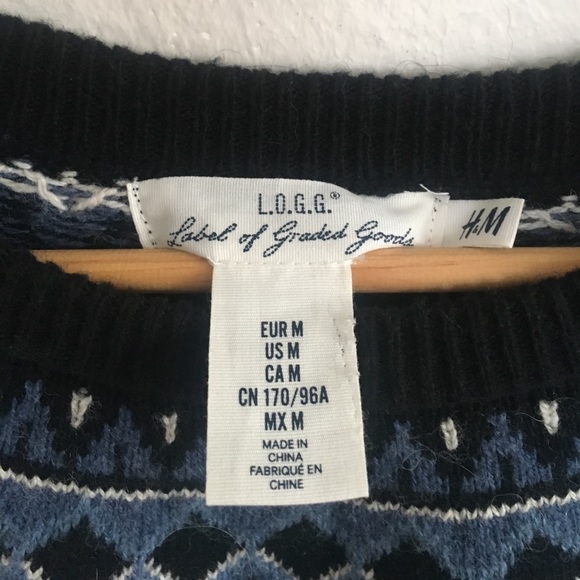 L.O.G.G.®
Label of Graded Goods
H&M
EUR M
US M
CA M
CN 170/96A
MX M
MADE IN
CHINA
FABRIQUÉ EN
CHINE